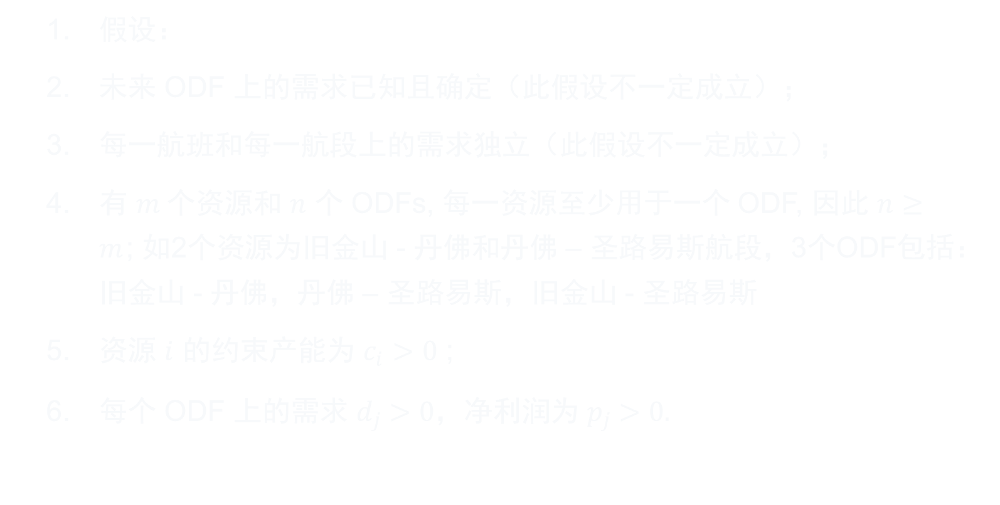 1. 假设：
2. 未来 ODF 上的需求已知且确定（此假设不一定成立）；
3. 每一航班和每一航段上的需求独立（此假设不一定成立）；
4. 有 m 个资源和 n 个 ODFs, 每一资源至少用于一个 ODF, 因此 n ≥
m; 如2个资源为旧金山 - 丹佛和丹佛 – 圣路易斯航段，3个ODF包括：
旧金山 - 丹佛，丹佛 – 圣路易斯，旧金山 - 圣路易斯
5. 资源 i 的约束产能为 cᵢ > 0 ;
6. 每个 ODF 上的需求 dⱼ > 0，净利润为 pⱼ > 0.